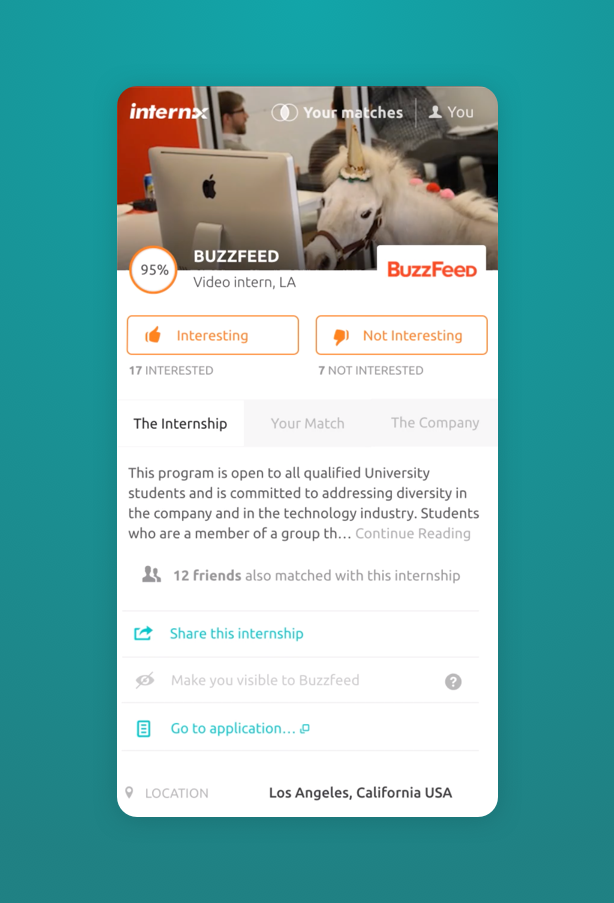 internx
Your matches
You
95%
BUZZFEED
Video intern, LA
BuzzFeed
Interesting
Not Interesting
17 INTERESTED
7 NOT INTERESTED
The Internship
Your Match
The Company
This program is open to all qualified University
students and is committed to addressing diversity in
the company and in the technology industry. Students
who are a member of a group th... Continue Reading
12 friends also matched with this internship
Share this internship
Make you visible to Buzzfeed
?
Go to application...
LOCATION
Los Angeles, California USA